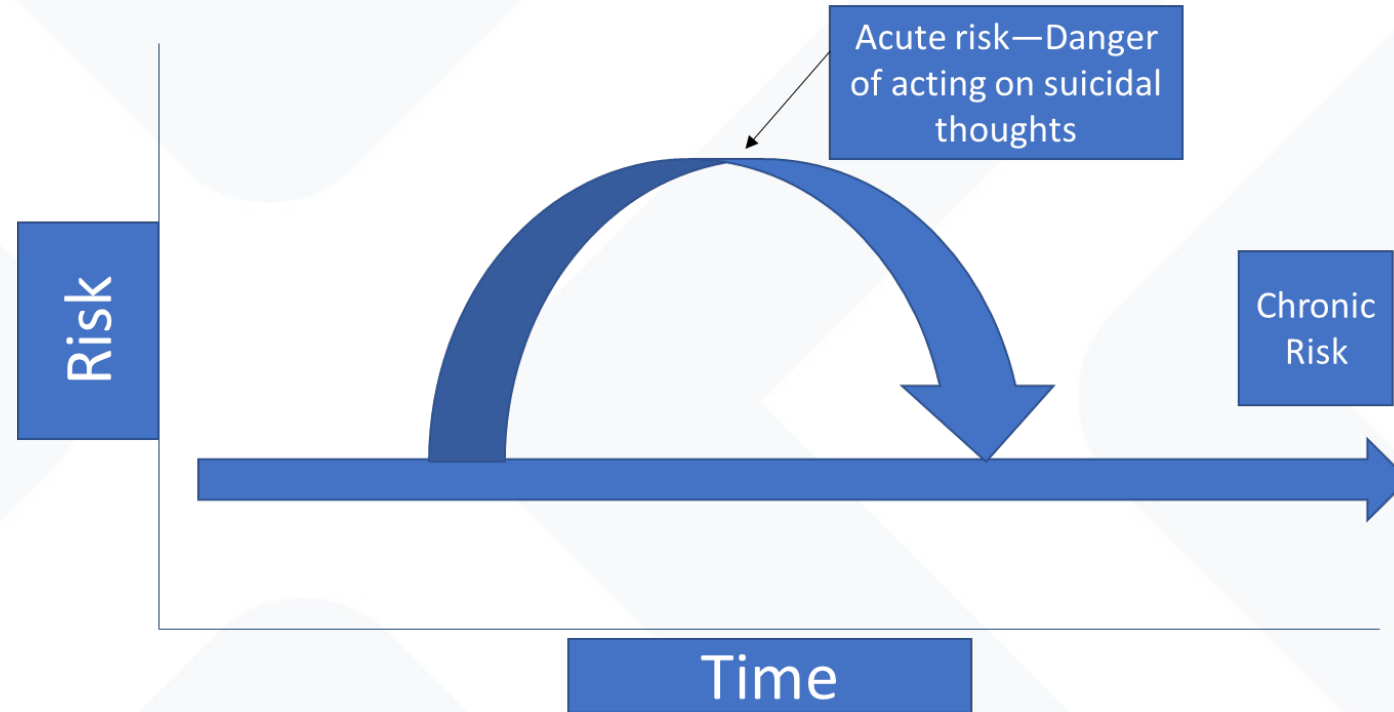 Acute risk—Danger
of acting on suicidal
thoughts
Risk
Chronic
Risk
Time